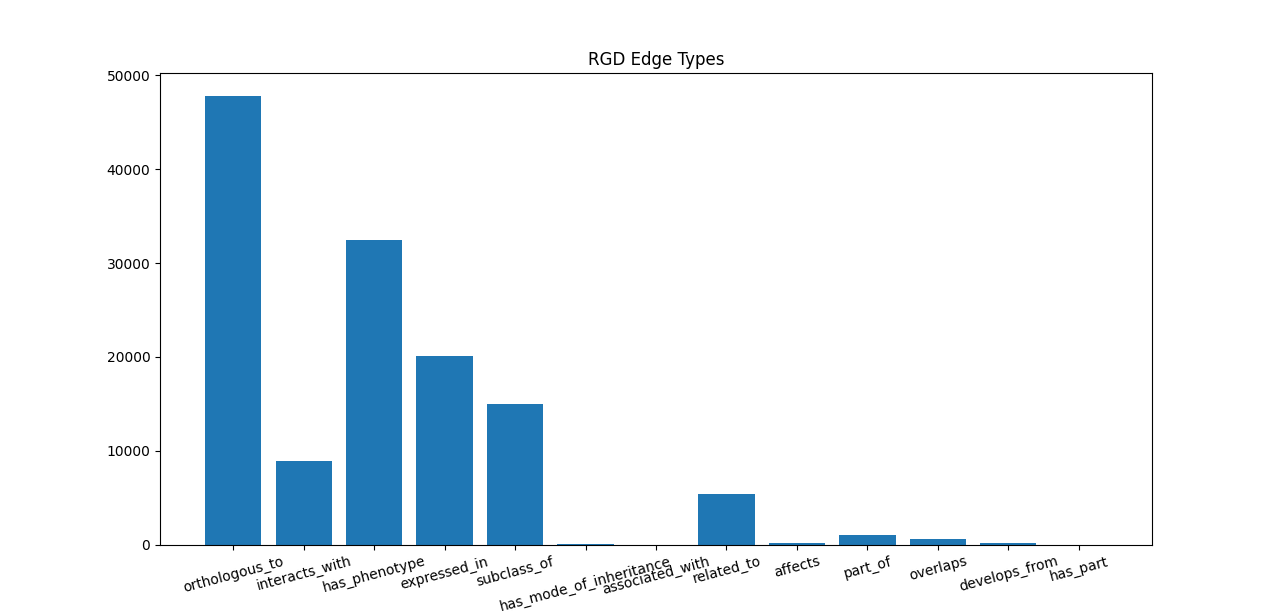 RGD Edge Types
50000
40000
30000
20000
10000
0
orthologous_to
interacts_with
has_phenotype
expressed_in
subclass_of
has_mode_of_inheritance
associated_with
related_to
affects
part_of
overlaps
develops_from
has_part